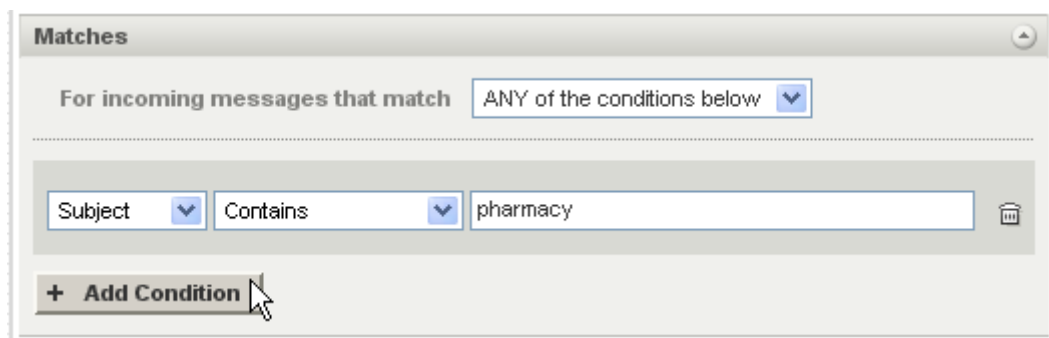 Matches
For incoming messages that match ANY of the conditions below
Subject Contains pharmacy
+ Add Condition